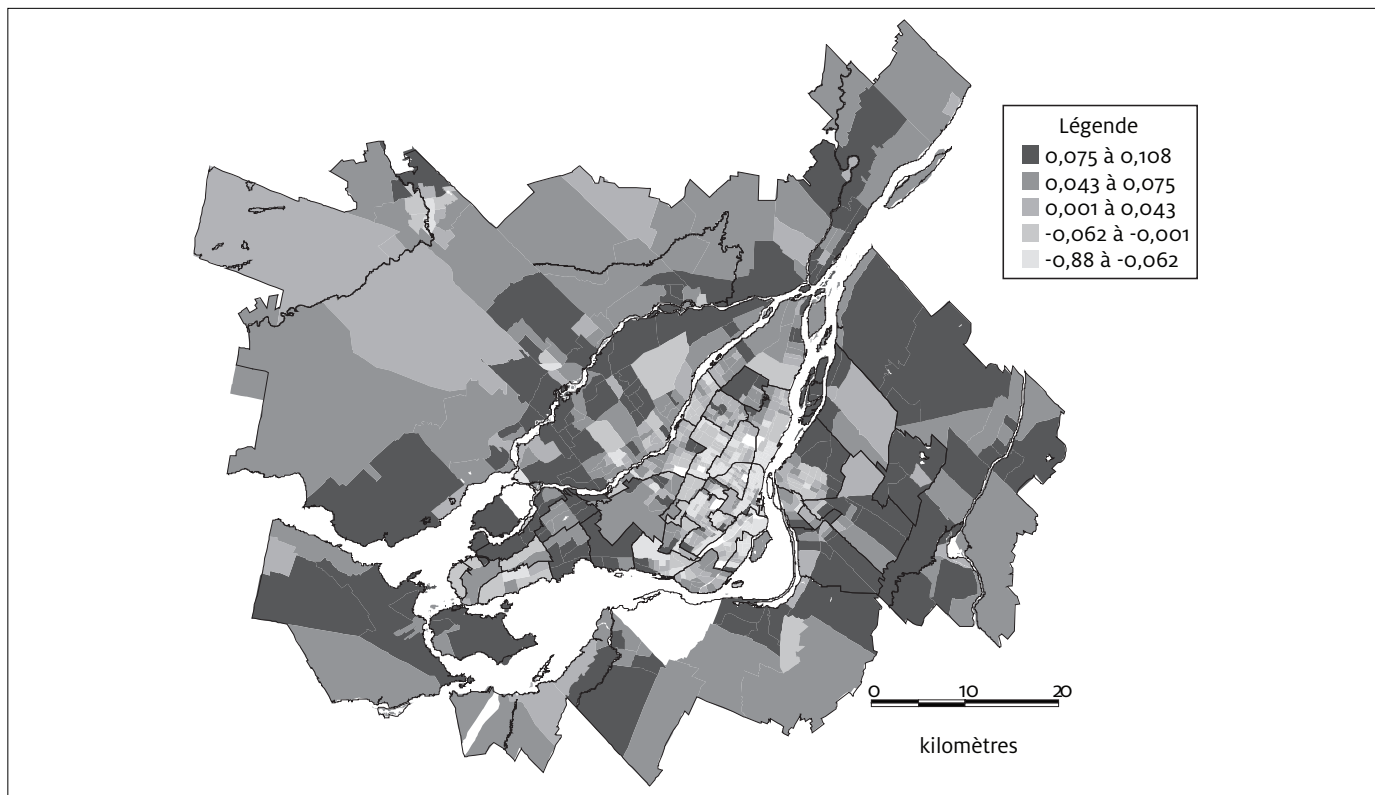 Légende
0,075 à 0,108
0,043 à 0,075
0,001 à 0,043
-0,062 à -0,001
-0,88 à -0,062
0 10 20
kilomètres